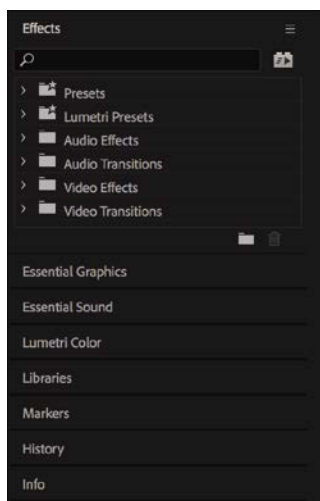 Effects
Presets
Lumetri Presets
Audio Effects
Audio Transitions
Video Effects
Video Transitions
Essential Graphics
Essential Sound
Lumetri Color
Libraries
Markers
History
Info